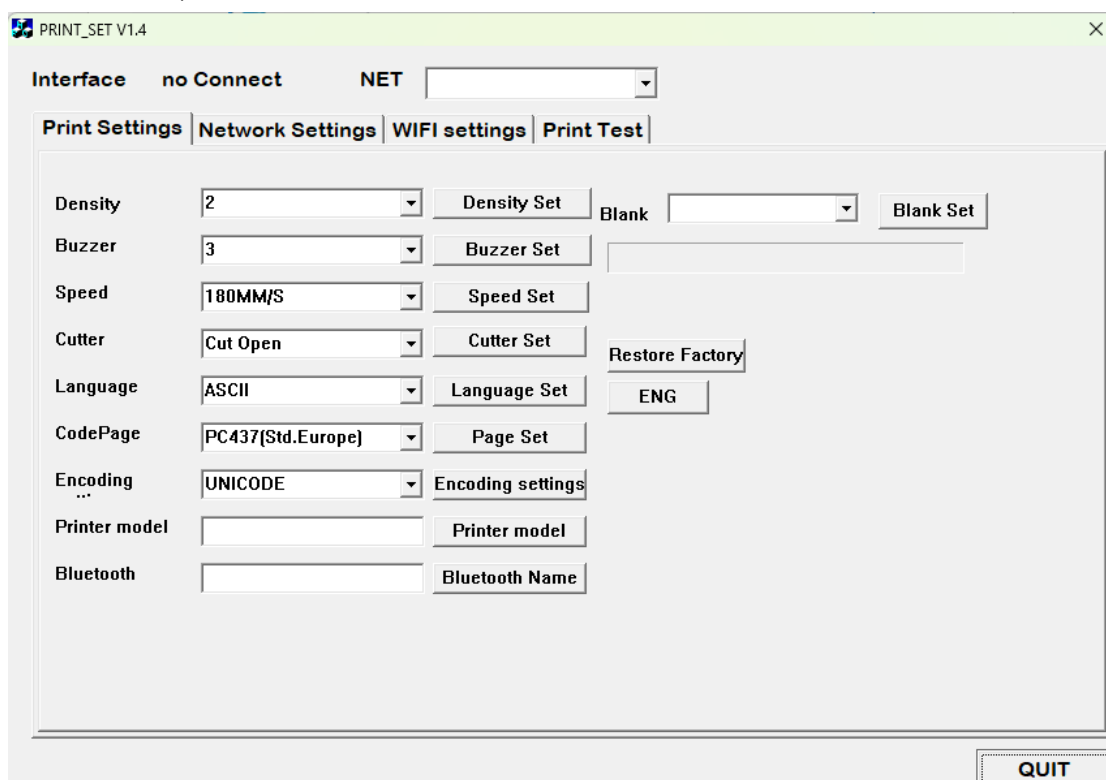 PRINT_SET V1.4
Interface no Connect NET
Print Settings Network Settings WIFI settings Print Test
Density 2 Density Set Blank Blank Set
Buzzer 3 Buzzer Set
Speed 180MM/S Speed Set
Cutter Cut Open Cutter Set
Restore Factory
Language ASCII Language Set ENG
CodePage PC437(Std.Europe) Page Set
Encoding UNICODE Encoding settings
Printer model Printer model
Bluetooth Bluetooth Name
QUIT